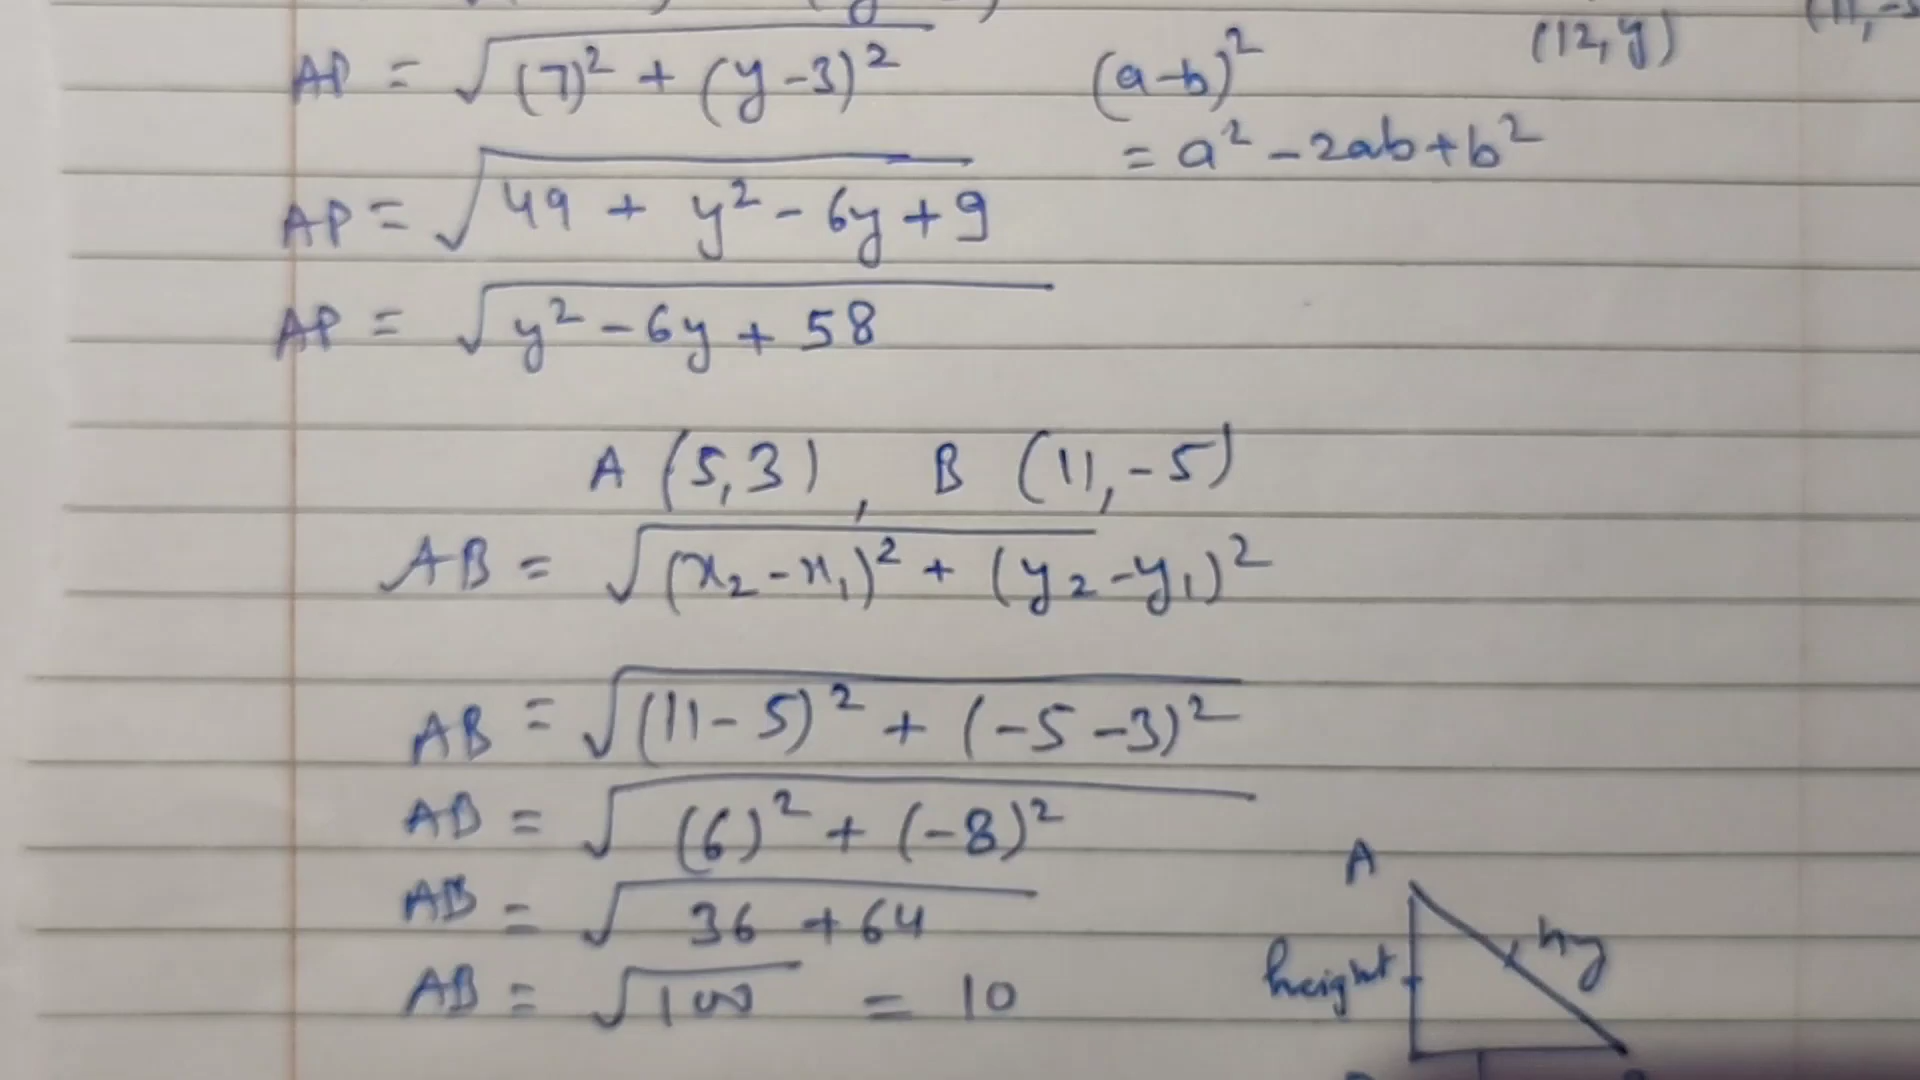 (11,-5
(12,y)
AP = √(7)² + (y-3)²
(a-b)²
= a² - 2ab + b²
AP = √49 + y² - 6y + 9
AP = √y² - 6y + 58
A (5,3) , B (11,-5)
AB = √(x₂-x₁)² + (y₂-y₁)²
AB = √(11-5)² + (-5-3)²
AB = √(6)² + (-8)²
AB = √36 + 64
AB = √100 = 10
A
height
hy